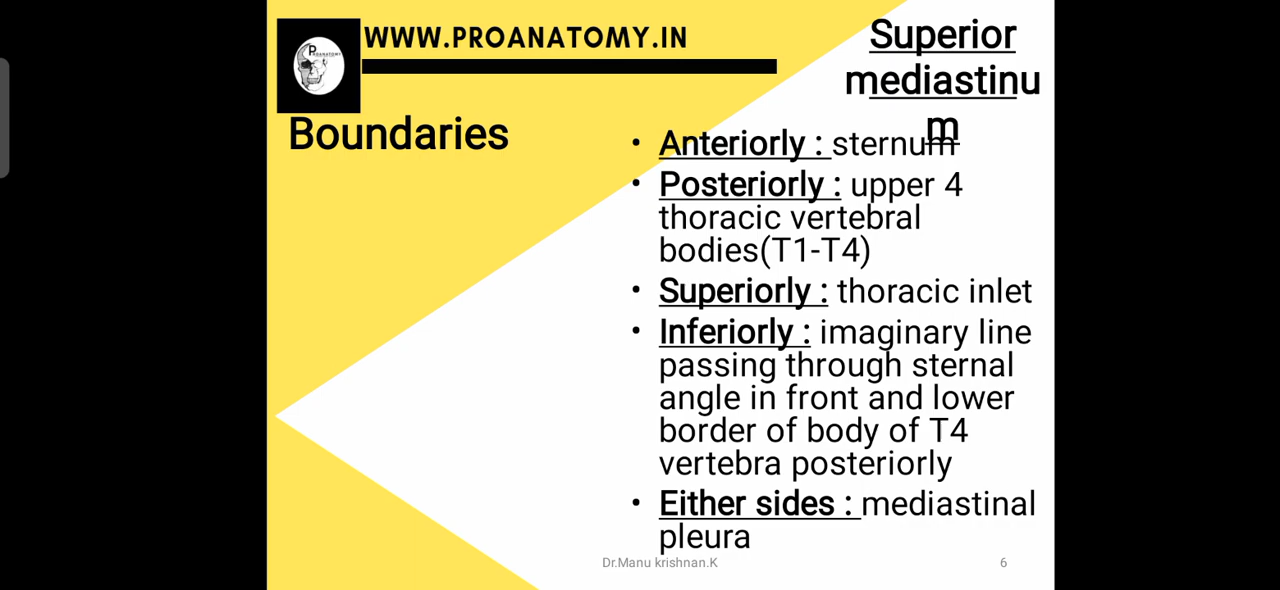 WWW.PROANATOMY.IN
Superior
mediastinu
m
Boundaries
• Anteriorly : sternum
• Posteriorly : upper 4
thoracic vertebral
bodies(T1-T4)
• Superiorly : thoracic inlet
• Inferiorly : imaginary line
passing through sternal
angle in front and lower
border of body of T4
vertebra posteriorly
• Either sides : mediastinal
pleura
Dr.Manu krishnan.K
6